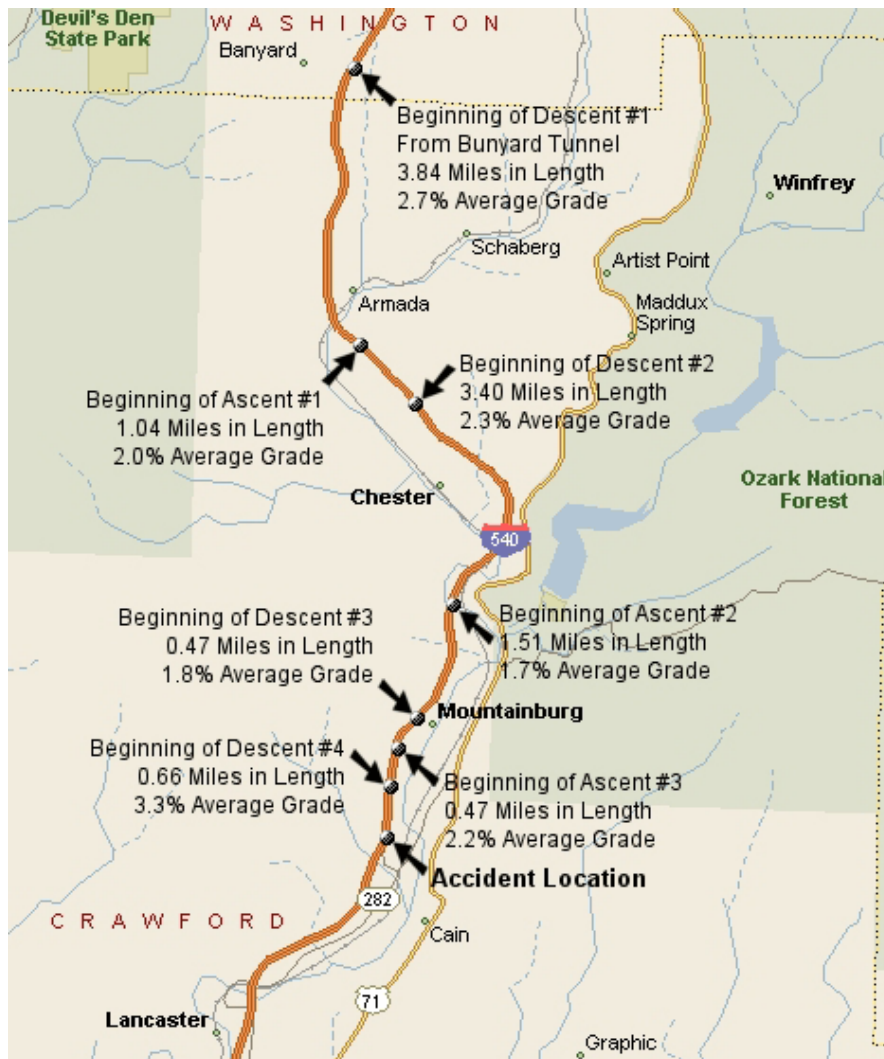 Devil's Den
State Park
WASHINGTON
Banyard
Beginning of Descent #1
From Bunyard Tunnel
3.84 Miles in Length
2.7% Average Grade
Winfrey
Schaberg
Artist Point
Armada
Maddux
Spring
Beginning of Descent #2
3.40 Miles in Length
2.3% Average Grade
Beginning of Ascent #1
1.04 Miles in Length
2.0% Average Grade
Chester
Ozark National
Forest
540
Beginning of Descent #3
0.47 Miles in Length
1.8% Average Grade
Beginning of Ascent #2
1.51 Miles in Length
1.7% Average Grade
Mountainburg
Beginning of Descent #4
0.66 Miles in Length
3.3% Average Grade
Beginning of Ascent #3
0.47 Miles in Length
2.2% Average Grade
Accident Location
282
CRAWFORD
Cain
71
Lancaster
Graphic